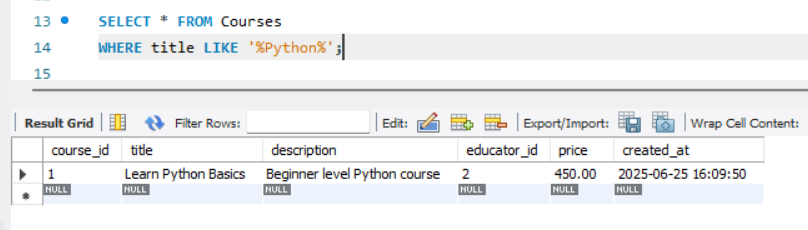 13 SELECT * FROM Courses
14 WHERE title LIKE '%Python%';
15
Result Grid Filter Rows: Edit: Export/Import: Wrap Cell Content:
course_id title description educator_id price created_at
1 Learn Python Basics Beginner level Python course 2 450.00 2025-06-25 16:09:50
NULL NULL NULL NULL NULL NULL